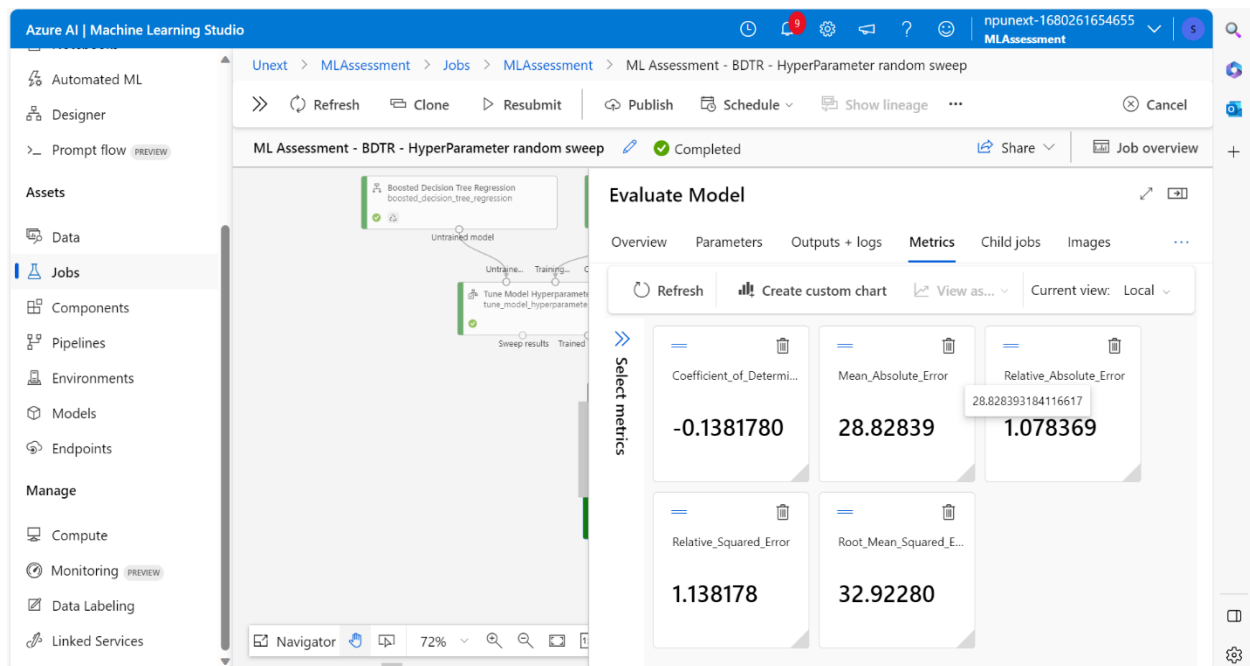 Azure AI | Machine Learning Studio
9
npunext-1680261654655
MLAssessment
S
Automated ML
Designer
Prompt flow PREVIEW
Assets
Data
Jobs
Components
Pipelines
Environments
Models
Endpoints
Manage
Compute
Monitoring PREVIEW
Data Labeling
Linked Services
Unext > MLAssessment > Jobs > MLAssessment > ML Assessment - BDTR - HyperParameter random sweep
Refresh Clone Resubmit Publish Schedule Show lineage ... Cancel
ML Assessment - BDTR - HyperParameter random sweep Completed Share Job overview
Boosted Decision Tree Regression
boosted_decision_tree_regression
Untrained model
Untraine... Training...
Tune Model Hyperparamete
tune_model_hyperparamete
Sweep results Trained
Navigator 72%
Evaluate Model
Overview Parameters Outputs + logs Metrics Child jobs Images ...
Refresh Create custom chart View as... Current view: Local
Select metrics
Coefficient_of_Determi...
-0.1381780
Mean_Absolute_Error
28.82839
Relative_Absolute_Error
28.828393184116617
1.078369
Relative_Squared_Error
1.138178
Root_Mean_Squared_E...
32.92280